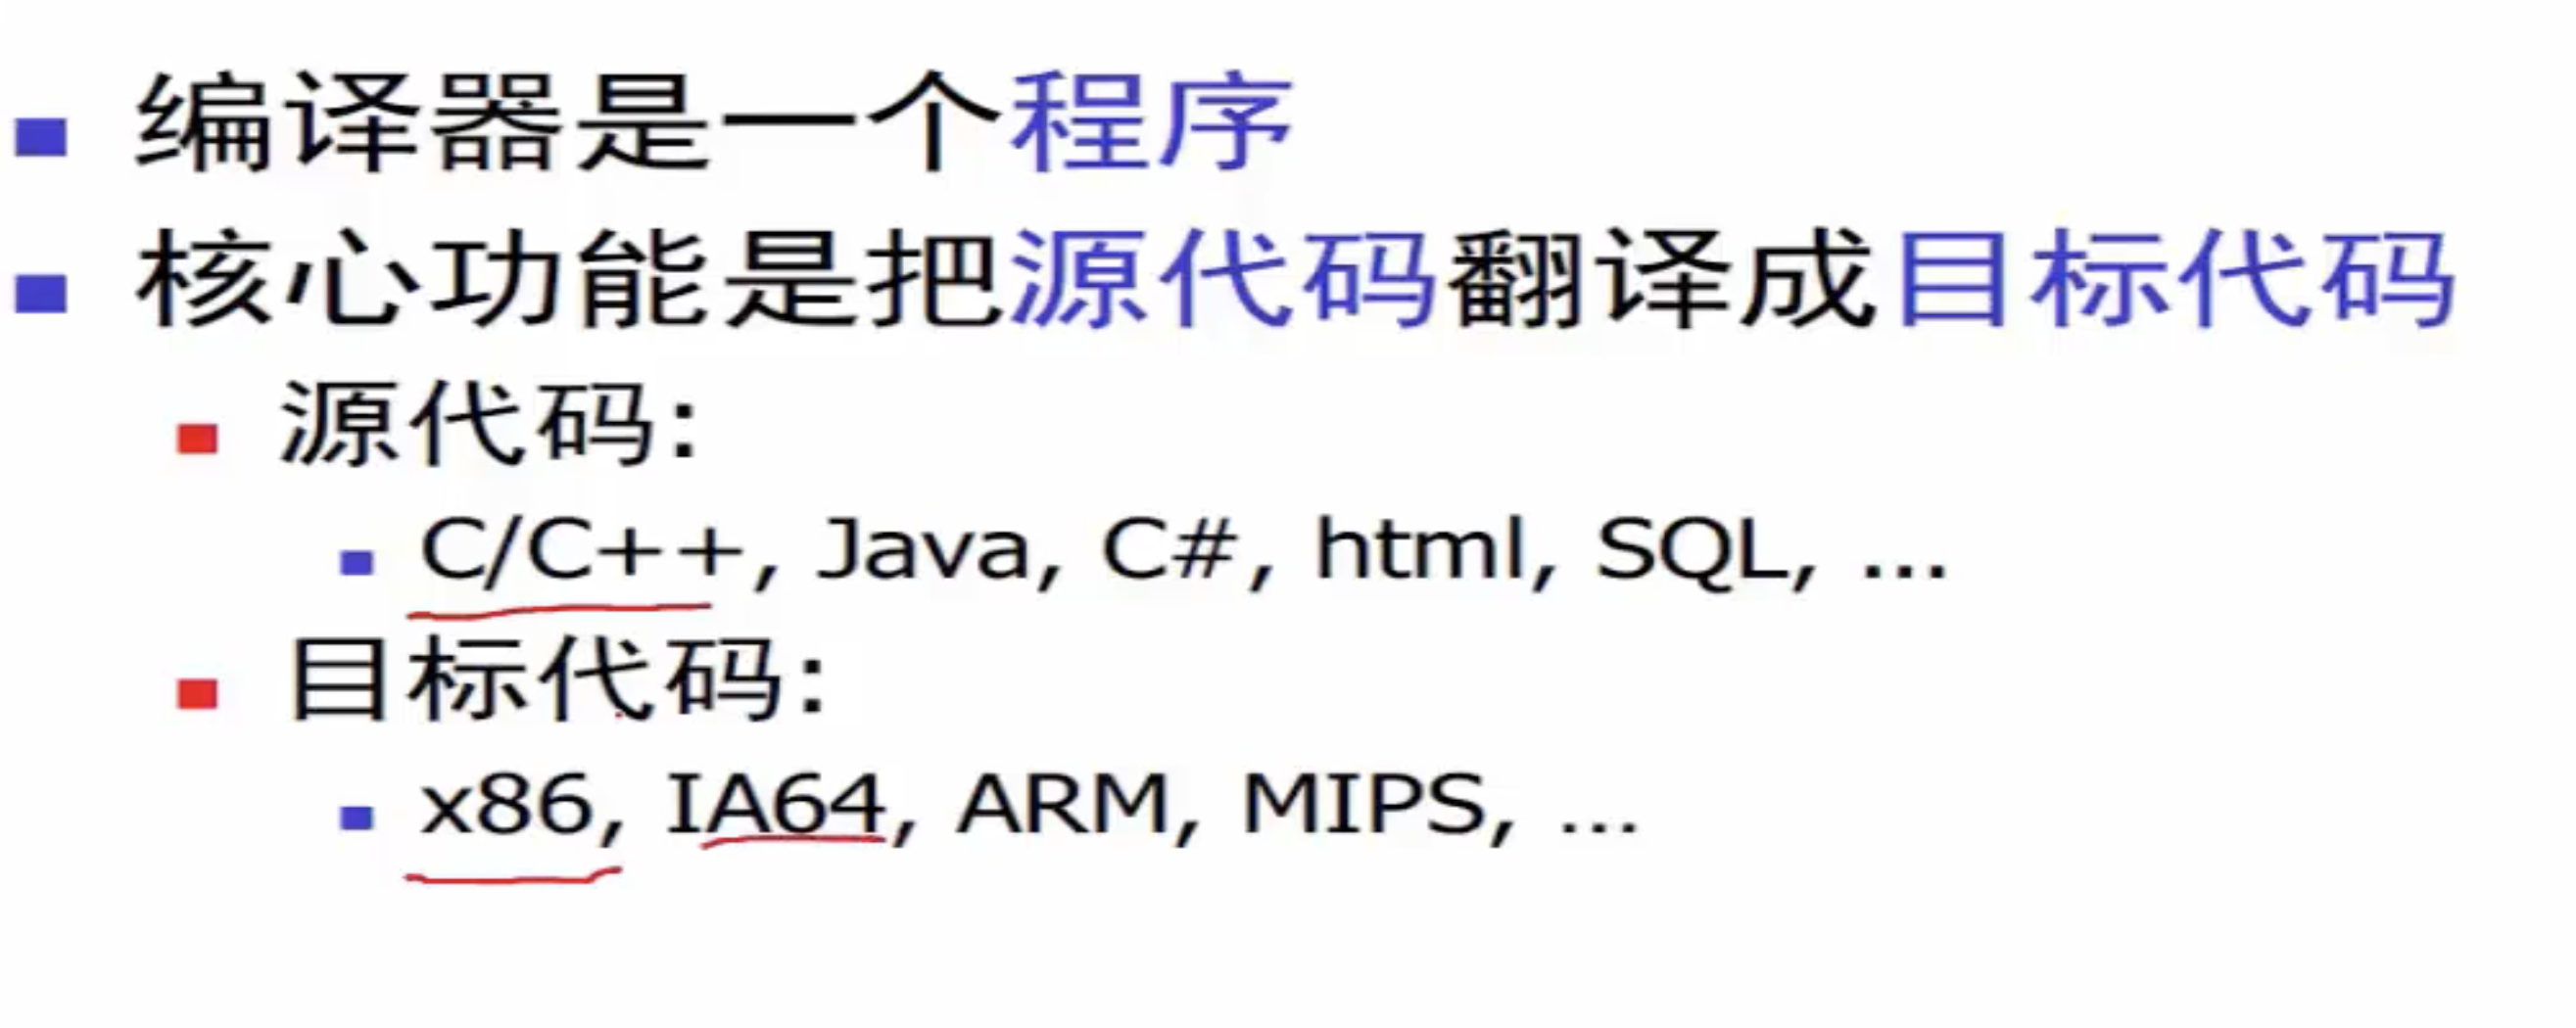 编译器是一个程序
核心功能是把源代码翻译成目标代码
源代码:
C/C++, Java, C#, html, SQL, ...
目标代码:
x86, IA64, ARM, MIPS, ...